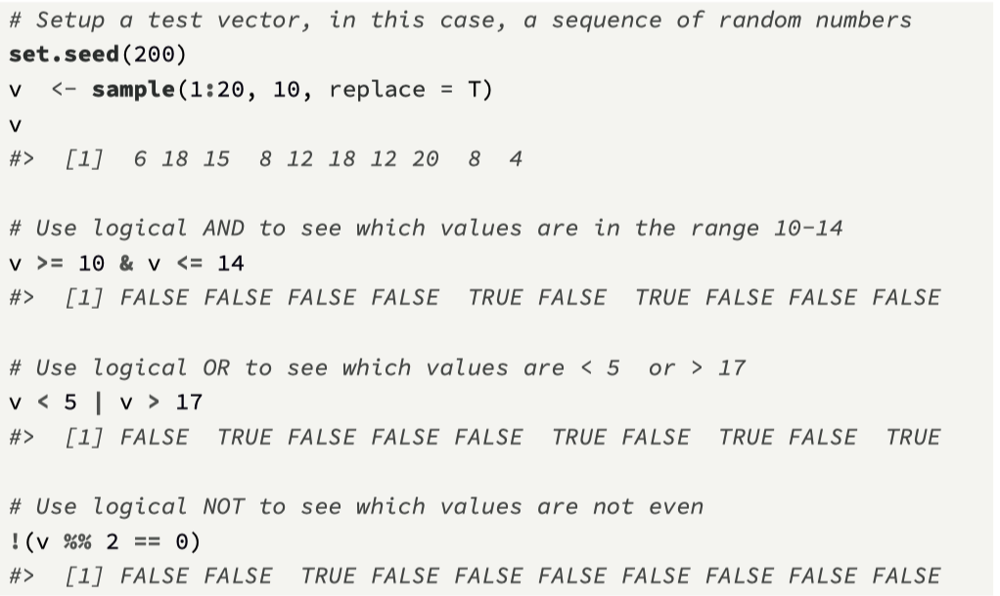 # Setup a test vector, in this case, a sequence of random numbers
set.seed(200)
v  <- sample(1:20, 10, replace = T)
v
#>  [1]  6 18 15  8 12 18 12 20  8  4
# Use logical AND to see which values are in the range 10-14
v >= 10 & v <= 14
#>  [1] FALSE FALSE FALSE FALSE  TRUE FALSE  TRUE FALSE FALSE FALSE
# Use logical OR to see which values are < 5  or > 17
v < 5 | v > 17
#>  [1] FALSE  TRUE FALSE FALSE FALSE  TRUE FALSE  TRUE FALSE  TRUE
# Use logical NOT to see which values are not even
!(v %% 2 == 0)
#>  [1] FALSE FALSE  TRUE FALSE FALSE FALSE FALSE FALSE FALSE FALSE